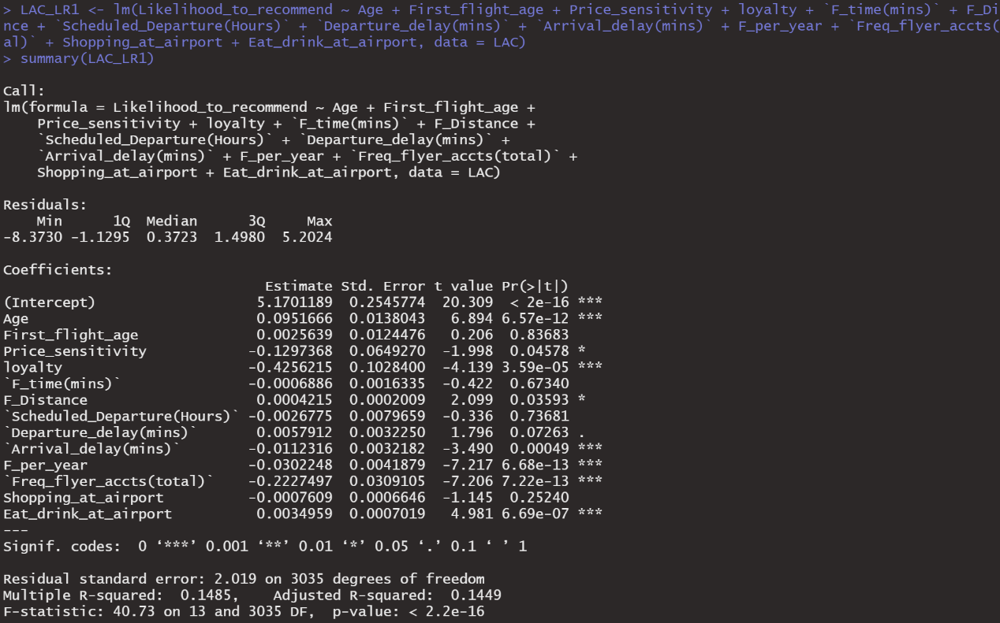 > LAC_LR1 <- lm(Likelihood_to_recommend ~ Age + First_flight_age + Price_sensitivity + loyalty + `F_time(mins)` + F_Di
nce + `Scheduled_Departure(Hours)` + `Departure_delay(mins)` + `Arrival_delay(mins)` + F_per_year + `Freq_flyer_accts(
al)` + Shopping_at_airport + Eat_drink_at_airport, data = LAC)
> summary(LAC_LR1)

Call:
lm(formula = Likelihood_to_recommend ~ Age + First_flight_age +
    Price_sensitivity + loyalty + `F_time(mins)` + F_Distance +
    `Scheduled_Departure(Hours)` + `Departure_delay(mins)` +
    `Arrival_delay(mins)` + F_per_year + `Freq_flyer_accts(total)` +
    Shopping_at_airport + Eat_drink_at_airport, data = LAC)

Residuals:
    Min      1Q  Median      3Q     Max
-8.3730 -1.1295  0.3723  1.4980  5.2024

Coefficients:
                               Estimate Std. Error t value Pr(>|t|)
(Intercept)                   5.1701189  0.2545774  20.309  < 2e-16 ***
Age                           0.0951666  0.0138043   6.894 6.57e-12 ***
First_flight_age              0.0025639  0.0124476   0.206  0.83683
Price_sensitivity            -0.1297368  0.0649270  -1.998  0.04578 *
loyalty                      -0.4256215  0.1028400  -4.139 3.59e-05 ***
`F_time(mins)`               -0.0006886  0.0016335  -0.422  0.67340
F_Distance                    0.0004215  0.0002009   2.099  0.03593 *
`Scheduled_Departure(Hours)` -0.0026775  0.0079659  -0.336  0.73681
`Departure_delay(mins)`       0.0057912  0.0032250   1.796  0.07263 .
`Arrival_delay(mins)`        -0.0112316  0.0032182  -3.490  0.00049 ***
F_per_year                   -0.0302248  0.0041879  -7.217 6.68e-13 ***
`Freq_flyer_accts(total)`    -0.2227497  0.0309105  -7.206 7.22e-13 ***
Shopping_at_airport          -0.0007609  0.0006646  -1.145  0.25240
Eat_drink_at_airport          0.0034959  0.0007019   4.981 6.69e-07 ***
---
Signif. codes:  0 ‘***’ 0.001 ‘**’ 0.01 ‘*’ 0.05 ‘.’ 0.1 ‘ ’ 1

Residual standard error: 2.019 on 3035 degrees of freedom
Multiple R-squared:  0.1485,    Adjusted R-squared:  0.1449
F-statistic: 40.73 on 13 and 3035 DF,  p-value: < 2.2e-16